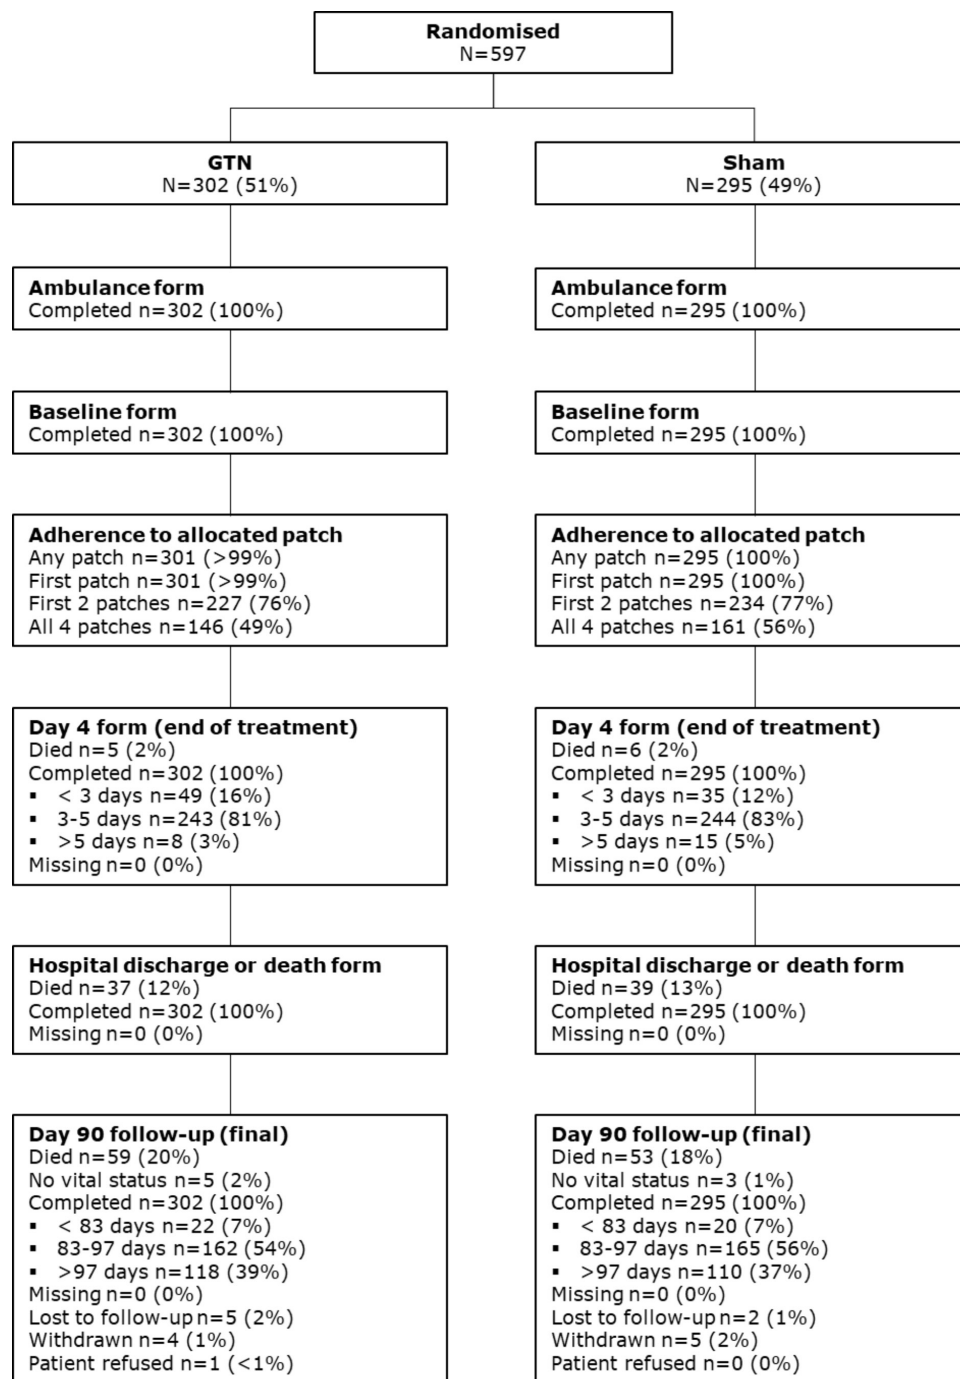 Randomised
N=597
GTN
N=302 (51%)
Sham
N=295 (49%)
Ambulance form
Completed n=302 (100%)
Ambulance form
Completed n=295 (100%)
Baseline form
Completed n=302 (100%)
Baseline form
Completed n=295 (100%)
Adherence to allocated patch
Any patch n=301 (>99%)
First patch n=301 (>99%)
First 2 patches n=227 (76%)
All 4 patches n=146 (49%)
Adherence to allocated patch
Any patch n=295 (100%)
First patch n=295 (100%)
First 2 patches n=234 (77%)
All 4 patches n=161 (56%)
Day 4 form (end of treatment)
Died n=5 (2%)
Completed n=302 (100%)
▪ < 3 days n=49 (16%)
▪ 3-5 days n=243 (81%)
▪ >5 days n=8 (3%)
Missing n=0 (0%)
Day 4 form (end of treatment)
Died n=6 (2%)
Completed n=295 (100%)
▪ < 3 days n=35 (12%)
▪ 3-5 days n=244 (83%)
▪ >5 days n=15 (5%)
Missing n=0 (0%)
Hospital discharge or death form
Died n=37 (12%)
Completed n=302 (100%)
Missing n=0 (0%)
Hospital discharge or death form
Died n=39 (13%)
Completed n=295 (100%)
Missing n=0 (0%)
Day 90 follow-up (final)
Died n=59 (20%)
No vital status n=5 (2%)
Completed n=302 (100%)
▪ < 83 days n=22 (7%)
▪ 83-97 days n=162 (54%)
▪ >97 days n=118 (39%)
Missing n=0 (0%)
Lost to follow-up n=5 (2%)
Withdrawn n=4 (1%)
Patient refused n=1 (<1%)
Day 90 follow-up (final)
Died n=53 (18%)
No vital status n=3 (1%)
Completed n=295 (100%)
▪ < 83 days n=20 (7%)
▪ 83-97 days n=165 (56%)
▪ >97 days n=110 (37%)
Missing n=0 (0%)
Lost to follow-up n=2 (1%)
Withdrawn n=5 (2%)
Patient refused n=0 (0%)